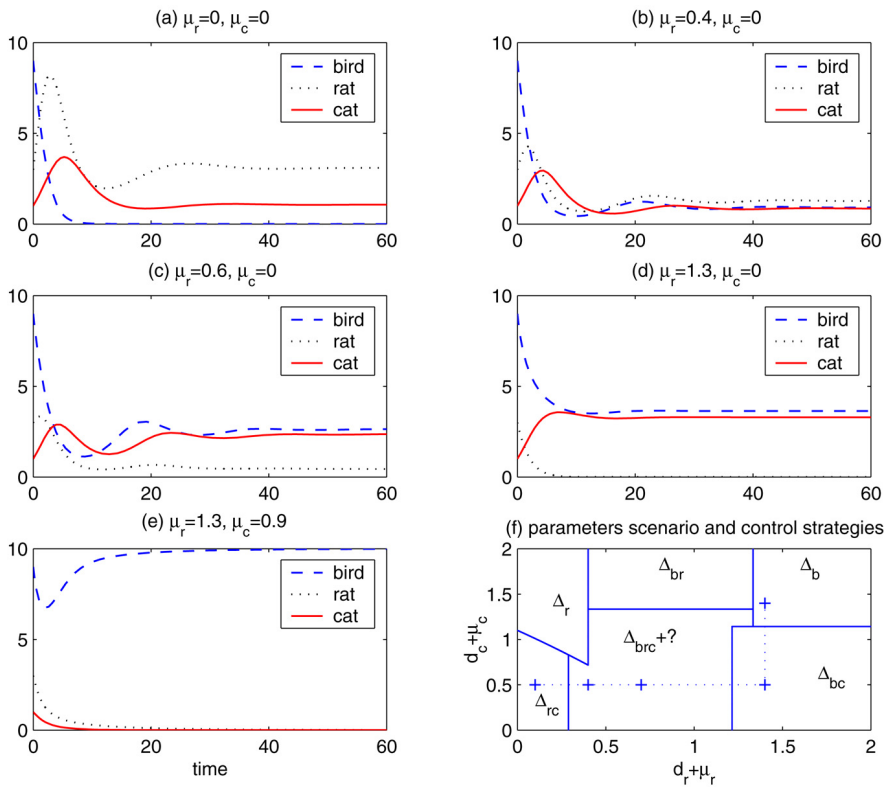 (a) μr=0, μc=0
10
5
0
0 20 40 60
bird
rat
cat
(b) μr=0.4, μc=0
10
5
0
0 20 40 60
bird
rat
cat
(c) μr=0.6, μc=0
10
5
0
0 20 40 60
bird
rat
cat
(d) μr=1.3, μc=0
10
5
0
0 20 40 60
bird
rat
cat
(e) μr=1.3, μc=0.9
10
5
0
0 20 40 60
time
bird
rat
cat
(f) parameters scenario and control strategies
2
1.5
1
0.5
0
0 0.5 1 1.5 2
dc+μc
dr+μr
Δbr
Δb
Δr
Δbrc+?
Δbc
Δrc